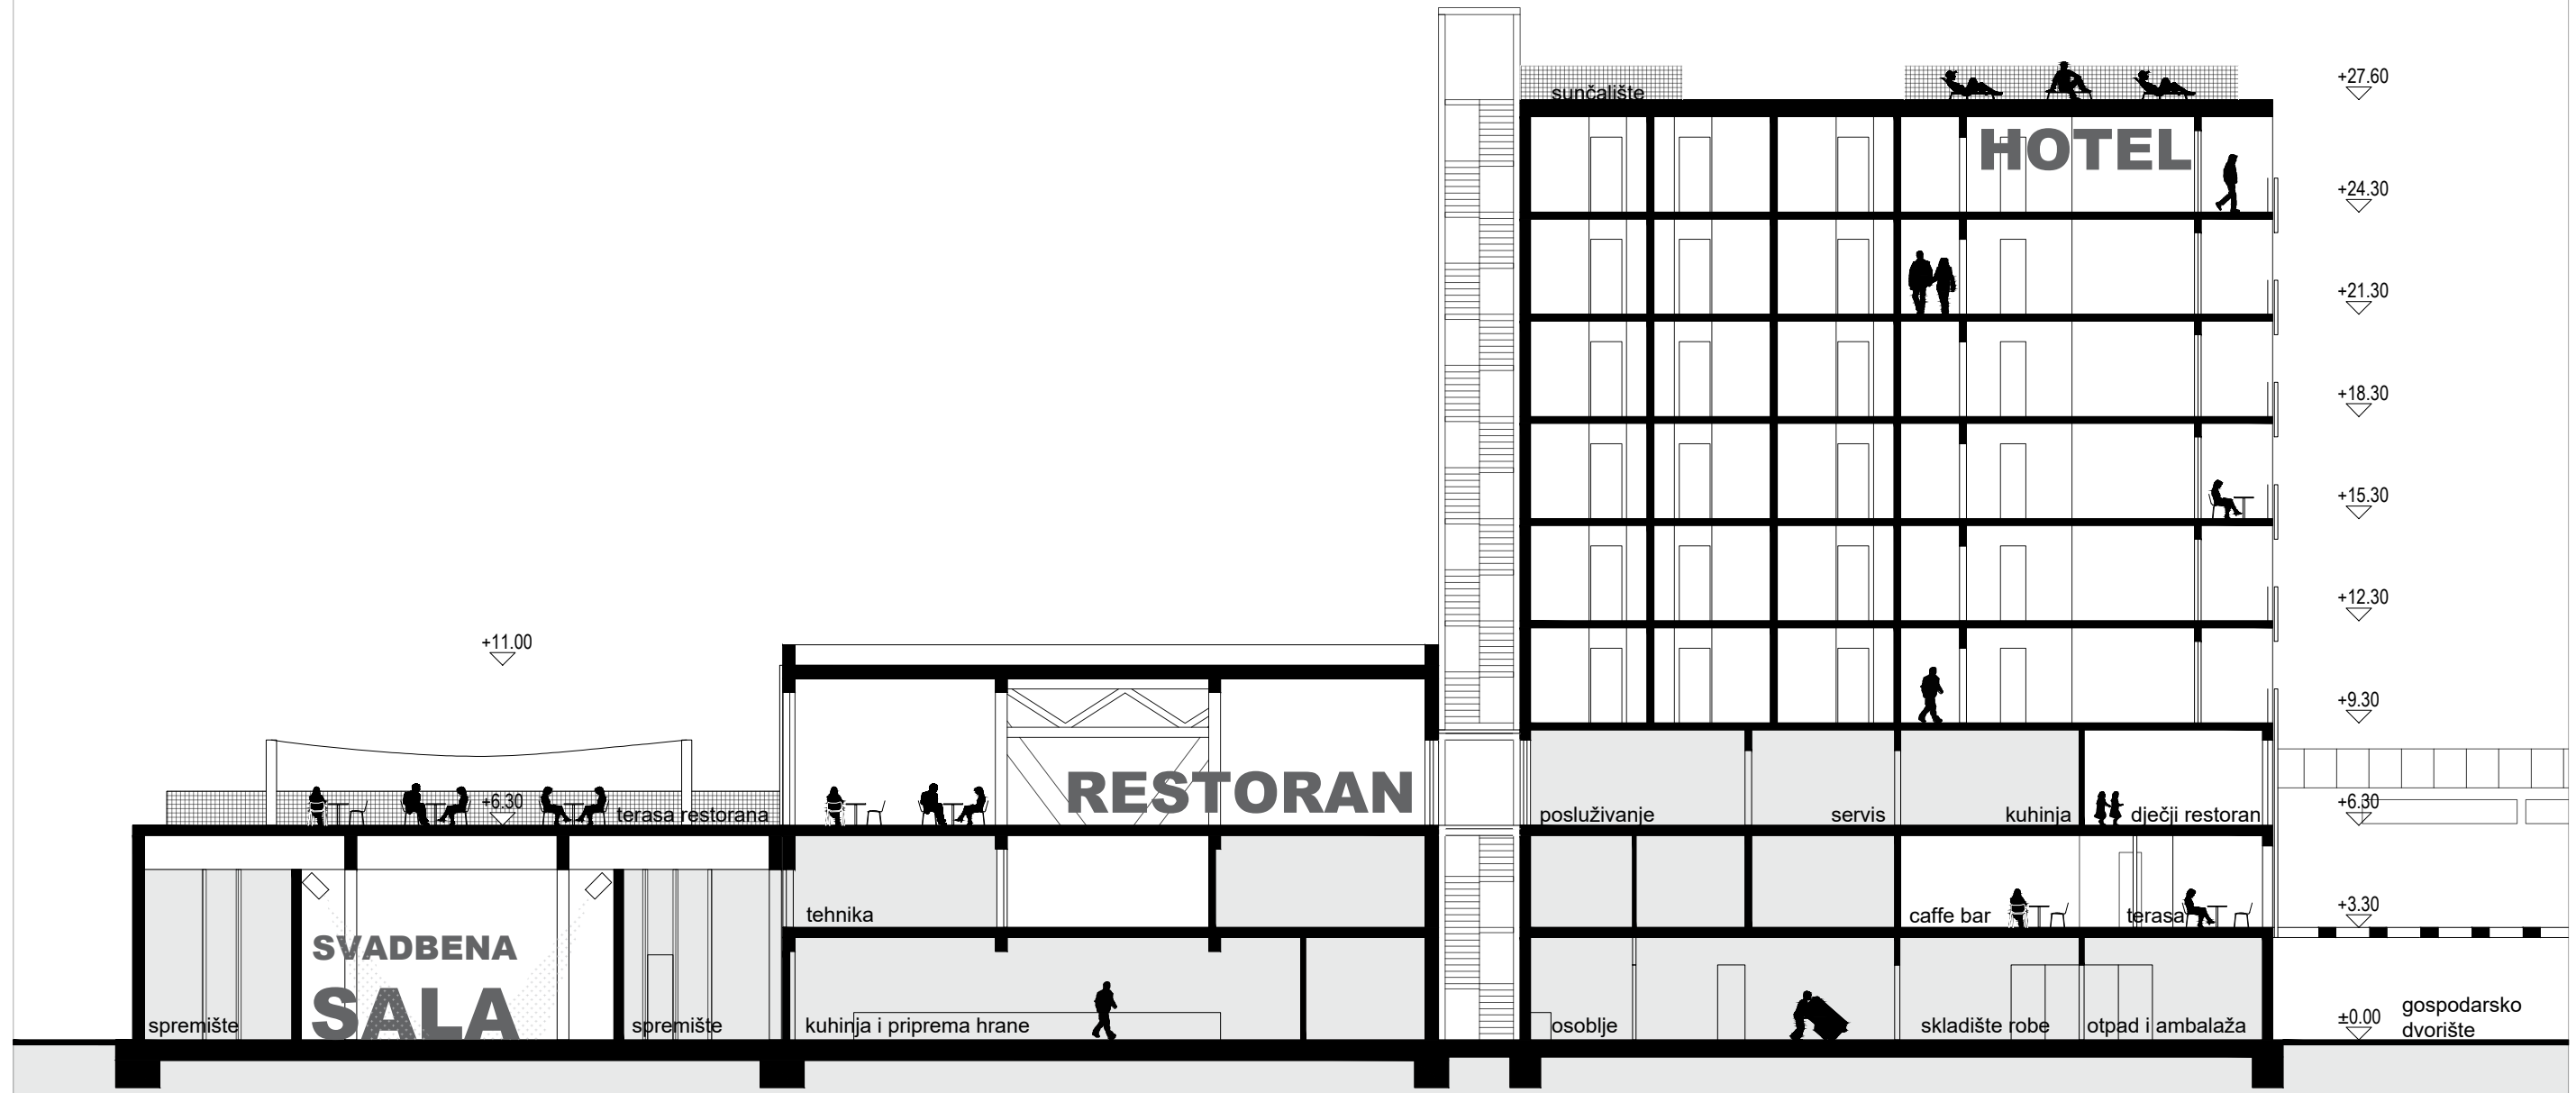 +27.60
sunčalište
HOTEL
+24.30
+21.30
+18.30
+15.30
+12.30
+11.00
+9.30
+6.30
terasa restorana
RESTORAN
posluživanje
servis
kuhinja
dječji restoran
+6.30
tehnika
caffe bar
terasa
+3.30
SVADBENA
SALA
spremište
spremište
kuhinja i priprema hrane
osoblje
skladište robe
otpad i ambalaža
±0.00
gospodarsko
dvorište